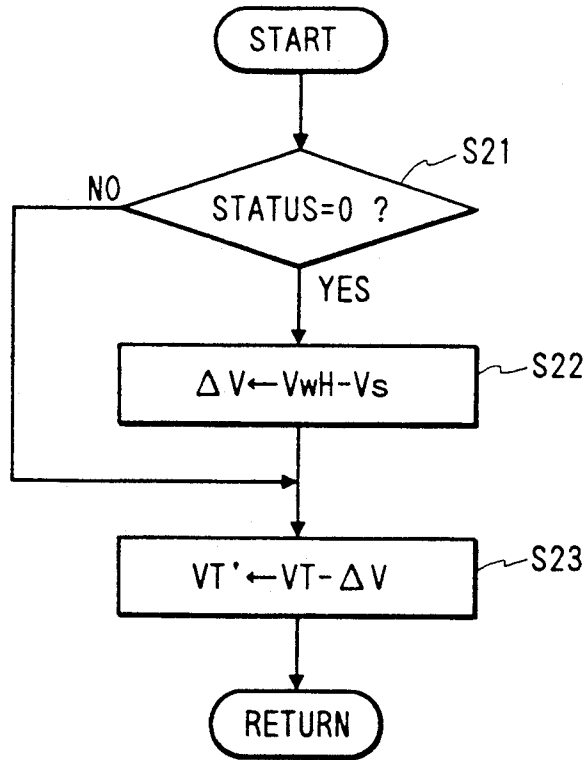 START
S21
NO
STATUS=0 ?
YES
S22
ΔV←VwH-Vs
S23
VT'←VT-ΔV
RETURN